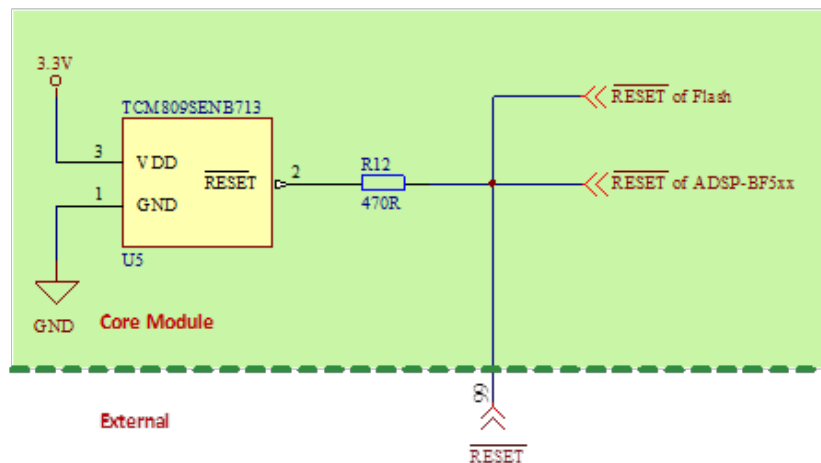 3.3V
TCM809SENB713
3 VDD
RESET 2
1 GND
U5
R12
470R
RESET of Flash
RESET of ADSP-BF5xx
GND
Core Module
External
RESET